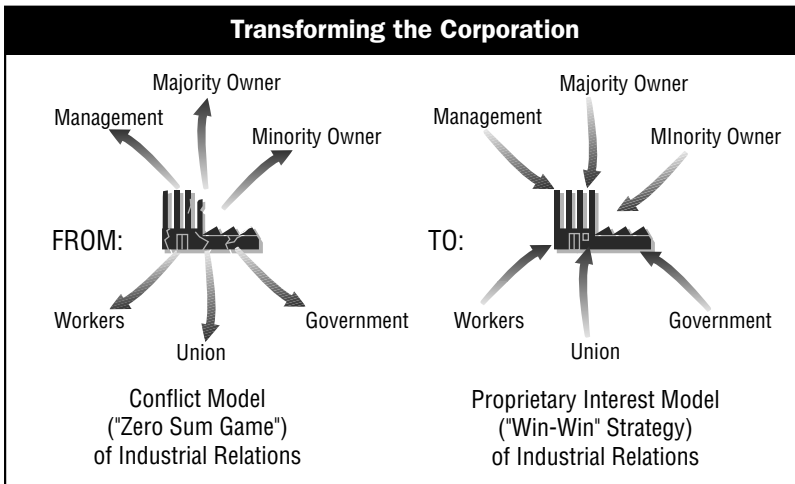 Transforming the Corporation
Majority Owner
Management
Minority Owner
FROM:
Workers
Government
Union
Conflict Model
("Zero Sum Game")
of Industrial Relations
Majority Owner
Management
MInority Owner
TO:
Workers
Government
Union
Proprietary Interest Model
("Win-Win" Strategy)
of Industrial Relations